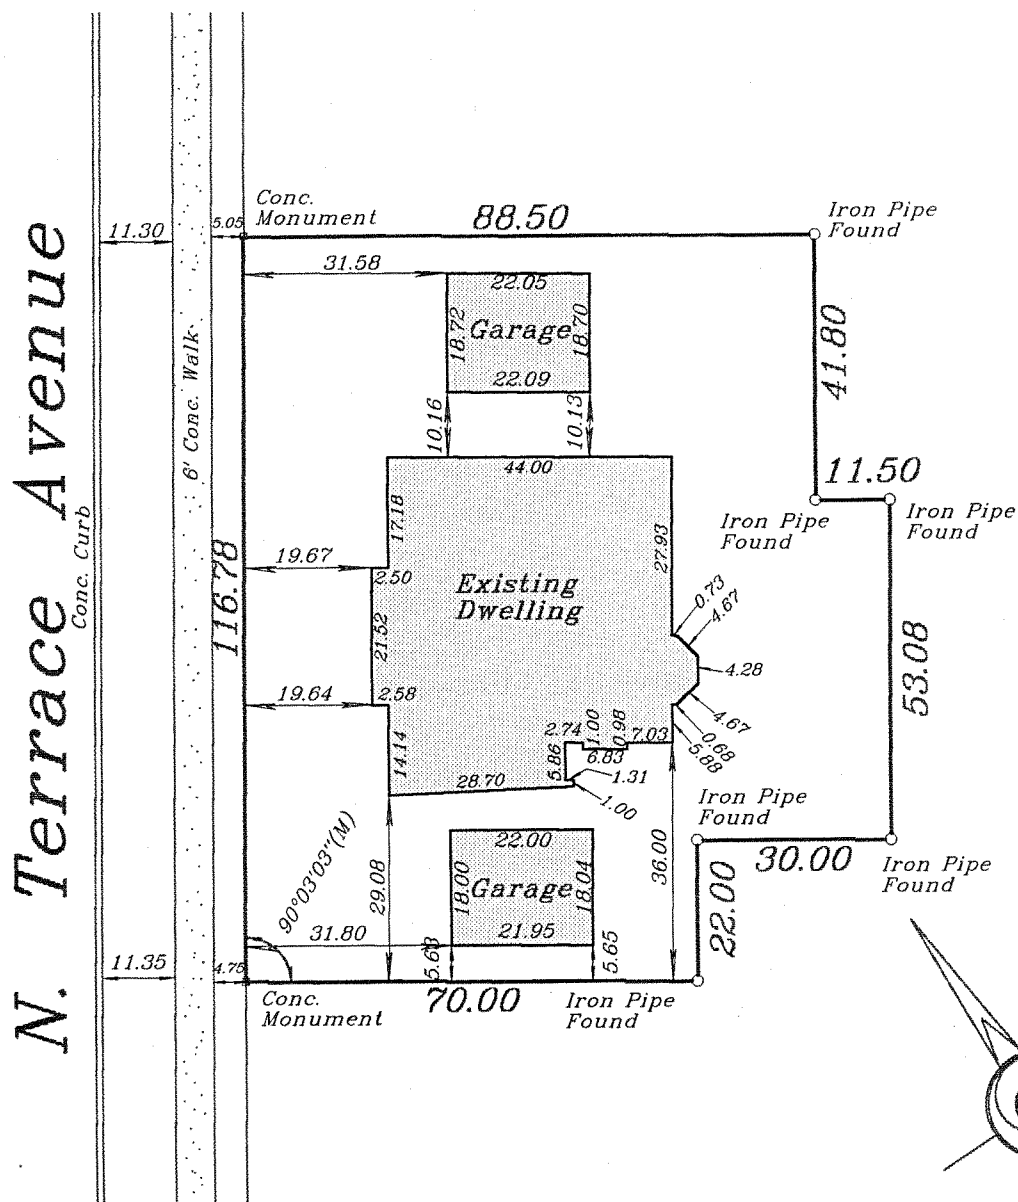 N. Terrace Avenue
Conc. Curb
6' Conc. Walk
11.30
5.05
Conc.
Monument
88.50
Iron Pipe
Found
31.58
22.05
18.72
Garage
18.70
22.09
41.80
10.16
10.13
44.00
11.50
Iron Pipe
Found
Iron Pipe
Found
17.18
27.93
19.67
2.50
116.78
Existing
Dwelling
21.52
0.73
4.67
4.28
53.08
19.64
2.58
4.67
0.68
5.88
2.74
1.00
0.98
7.03
6.83
14.14
5.86
28.70
1.31
1.00
Iron Pipe
Found
30.00
Iron Pipe
Found
90°03'03"(M)
29.08
22.00
18.00
Garage
18.04
21.95
36.00
22.00
31.80
5.63
5.65
11.35
4.75
Conc.
Monument
70.00
Iron Pipe
Found